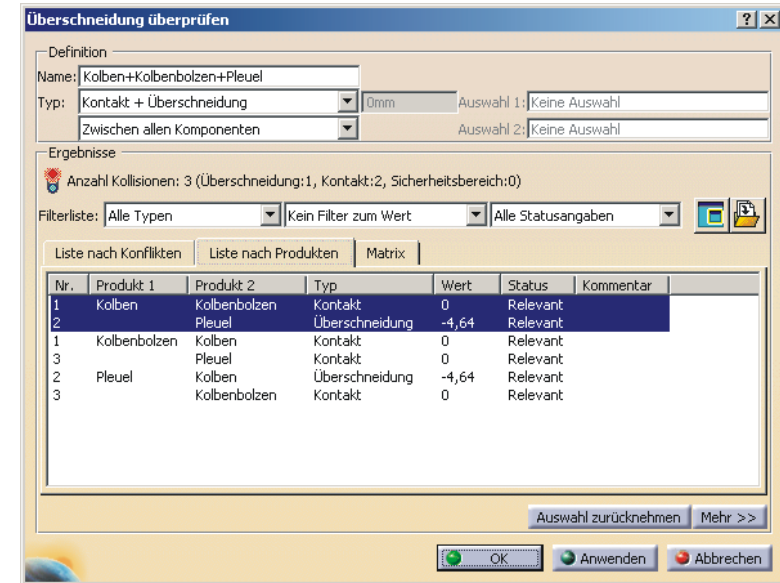 Überschneidung überprüfen
Definition
Name: Kolben+Kolbenbolzen+Pleuel
Typ: Kontakt + Überschneidung 0mm Auswahl 1: Keine Auswahl
Zwischen allen Komponenten Auswahl 2: Keine Auswahl
Ergebnisse
Anzahl Kollisionen: 3 (Überschneidung:1, Kontakt:2, Sicherheitsbereich:0)
Filterliste: Alle Typen Kein Filter zum Wert Alle Statusangaben
Liste nach Konflikten Liste nach Produkten Matrix
Nr. Produkt 1 Produkt 2 Typ Wert Status Kommentar
1 Kolben Kolbenbolzen Kontakt 0 Relevant
2 Pleuel Überschneidung -4,64 Relevant
1 Kolbenbolzen Kolben Kontakt 0 Relevant
3 Pleuel Kontakt 0 Relevant
2 Pleuel Kolben Überschneidung -4,64 Relevant
3 Kolbenbolzen Kontakt 0 Relevant
Auswahl zurücknehmen Mehr >>
OK Anwenden Abbrechen